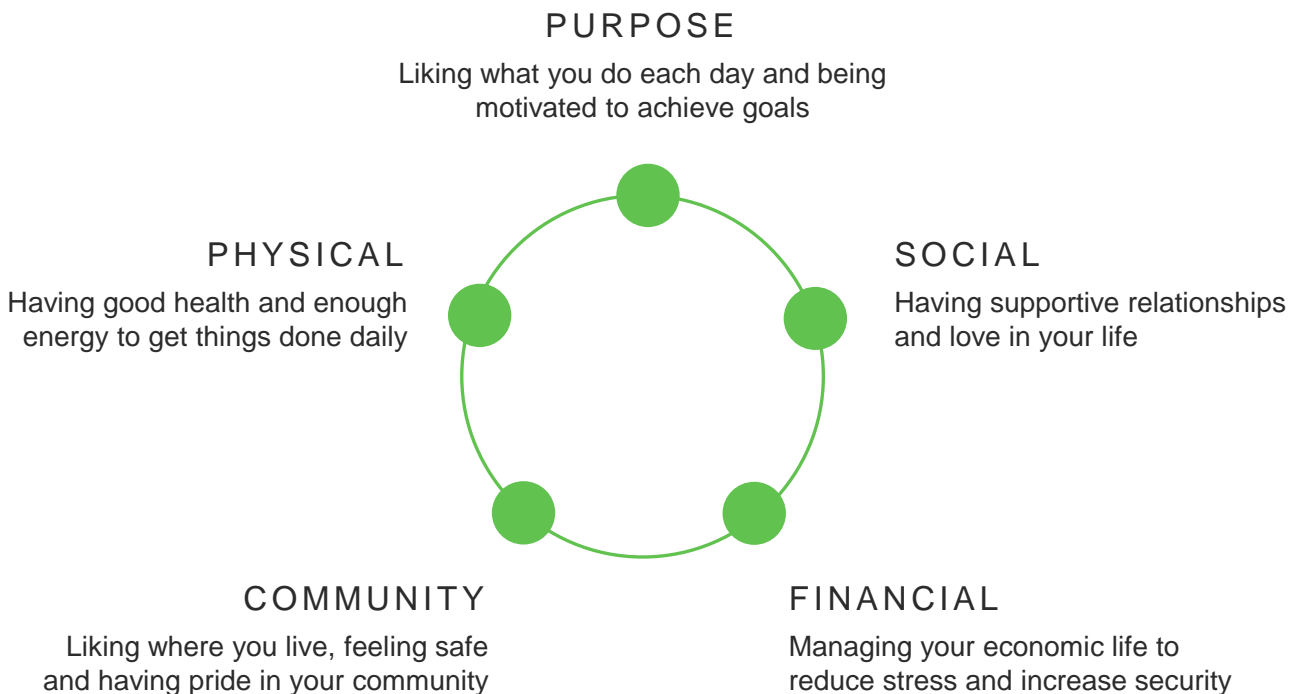 PURPOSE
Liking what you do each day and being
motivated to achieve goals
PHYSICAL
Having good health and enough
energy to get things done daily
SOCIAL
Having supportive relationships
and love in your life
COMMUNITY
Liking where you live, feeling safe
and having pride in your community
FINANCIAL
Managing your economic life to
reduce stress and increase security